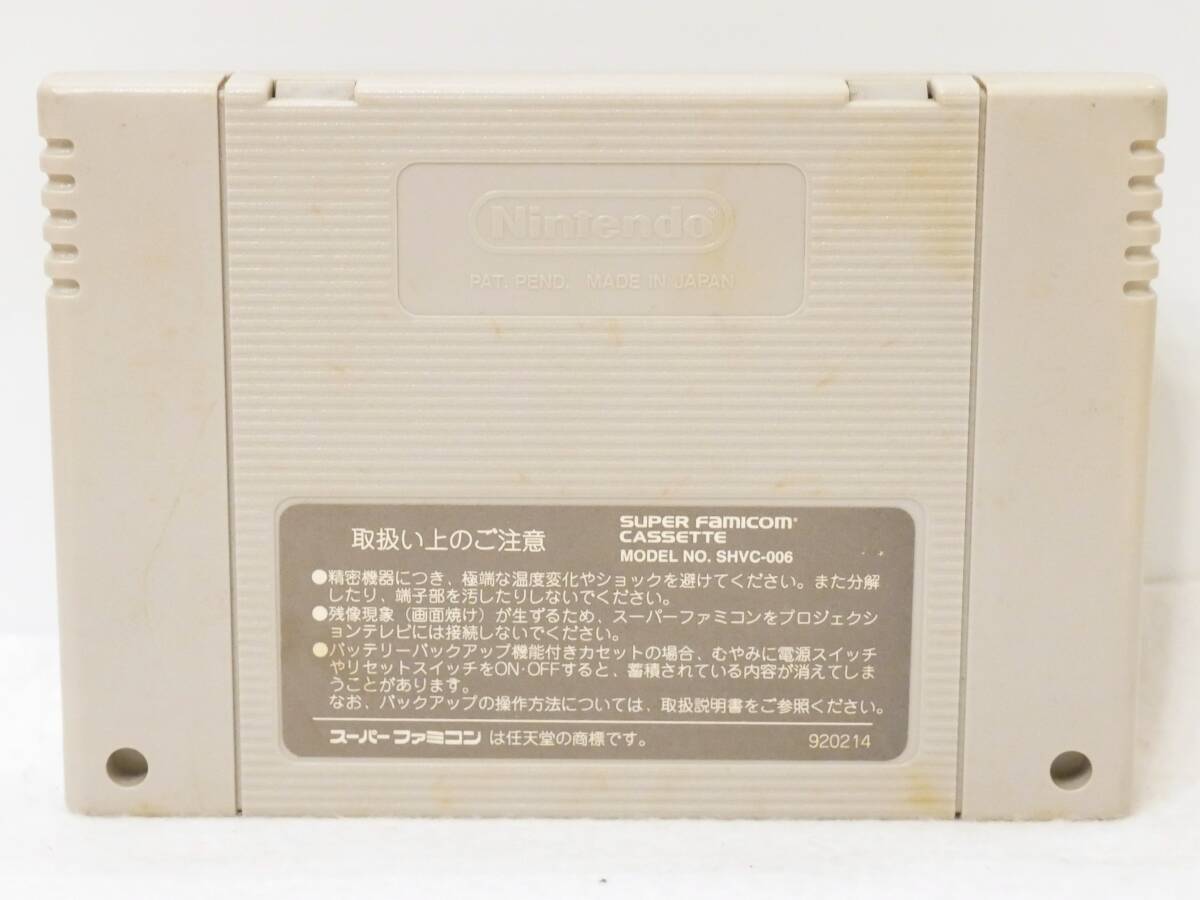 Nintendo®
PAT. PEND. MADE IN JAPAN
取扱い上のご注意
SUPER FAMICOM®
CASSETTE
MODEL NO. SHVC-006
●精密機器につき、極端な温度変化やショックを避けてください。また分解
したり、端子部を汚したりしないでください。
●残像現象（画面焼け）が生ずるため、スーパーファミコンをプロジェクシ
ョンテレビには接続しないでください。
●バッテリーバックアップ機能付きカセットの場合、むやみに電源スイッチ
やリセットスイッチをON・OFFすると、蓄積されている内容が消えてしま
うことがあります。
なお、バックアップの操作方法については、取扱説明書をご参照ください。
スーパーファミコンは任天堂の商標です。
920214